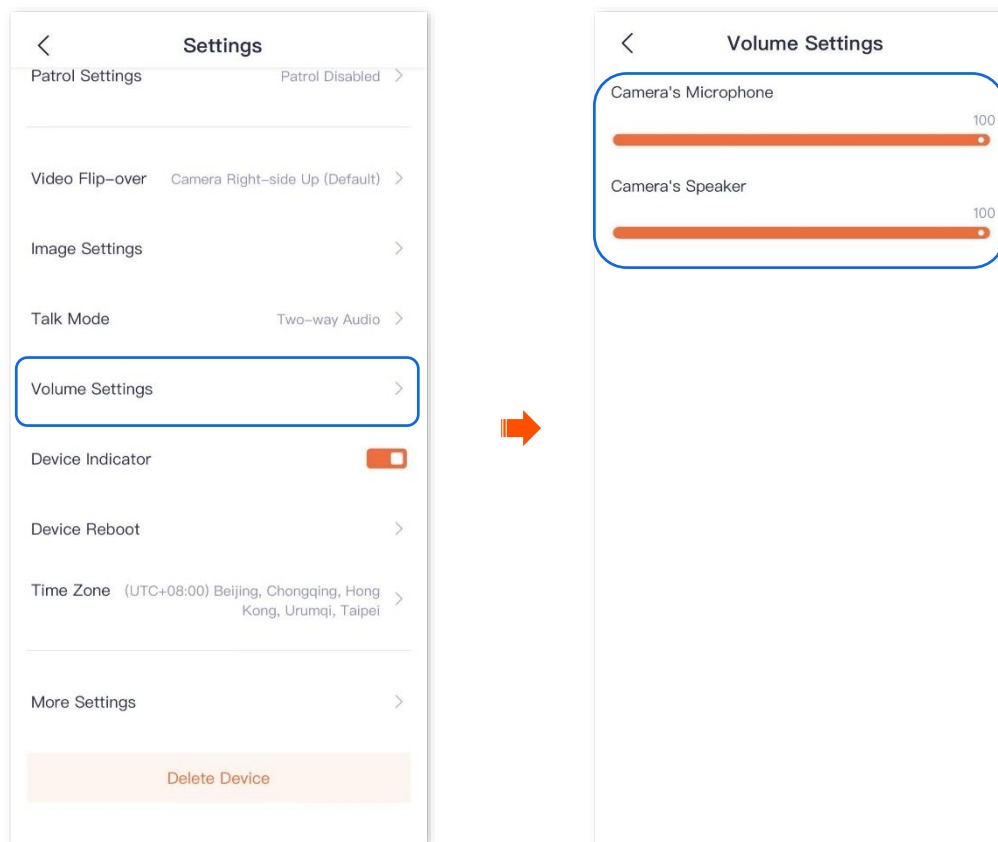 Settings
Patrol Settings Patrol Disabled
Video Flip-over Camera Right-side Up (Default)
Image Settings
Talk Mode Two-way Audio
Volume Settings
Device Indicator
Device Reboot
Time Zone (UTC+08:00) Beijing, Chongqing, Hong
Kong, Urumqi, Taipei
More Settings
Delete Device
Volume Settings
Camera's Microphone
100
Camera's Speaker
100